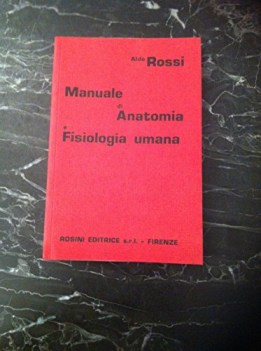 Aldo Rossi
Manuale
di
Anatomia
e
Fisiologia umana
ROSINI EDITRICE s.r.l. - FIRENZE